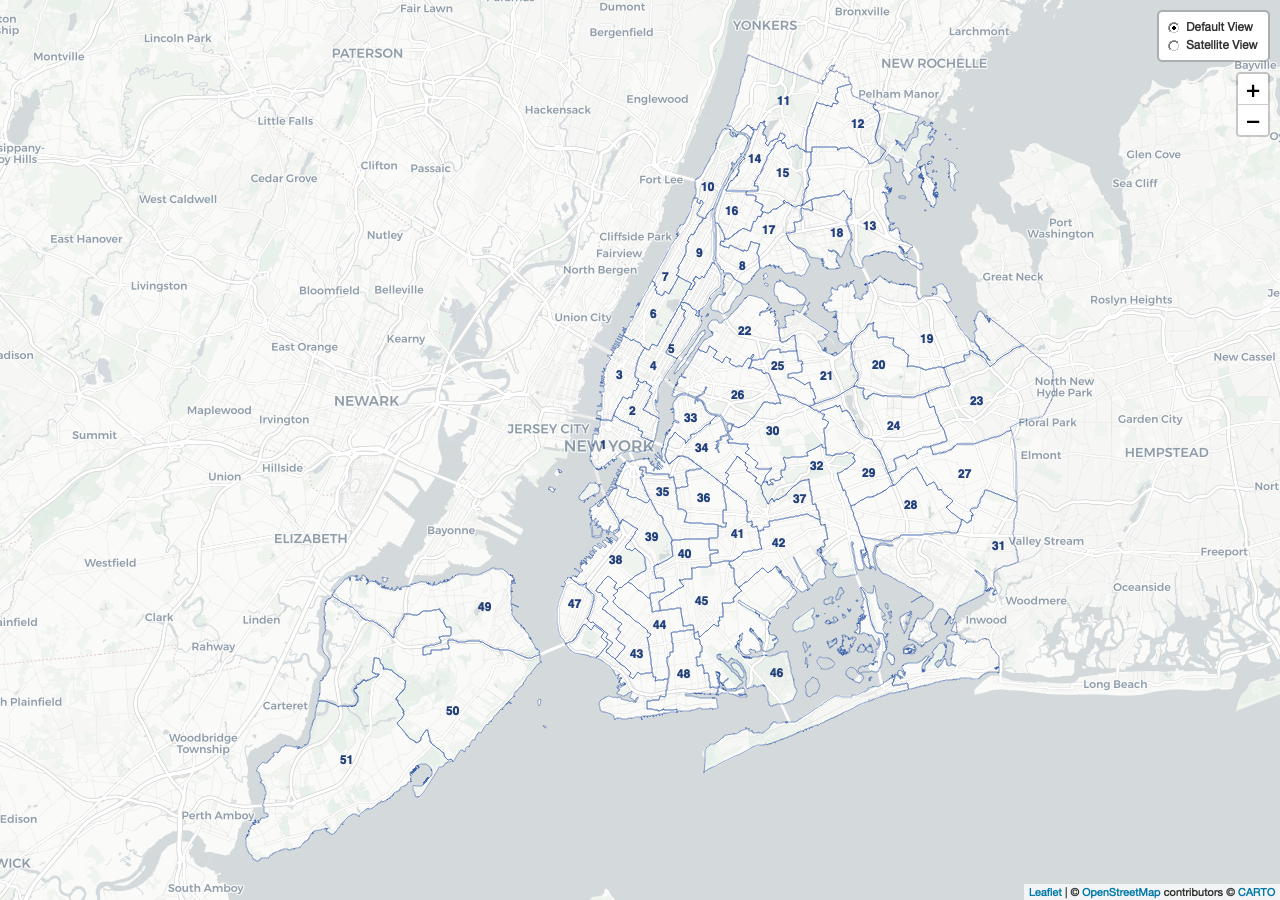 Fair Lawn
Dumont
YONKERS
Bronxville
Default View
Satellite View
Lincoln Park
Bergenfield
Larchmont
Montville
PATERSON
NEW ROCHELLE
Bayville
Pelham Manor
+
−
Englewood
11
Hackensack
Little Falls
12
Glen Cove
14
Clifton
Passaic
15
Cedar Grove
Fort Lee
10
Sea Cliff
West Caldwell
16
Port
Washington
17
18
13
East Hanover
Nutley
Cliffside Park
Fairview
9
North Bergen
8
7
Great Neck
Livingston
Bloomfield
Belleville
Roslyn Heights
6
Union City
22
Kearny
19
East Orange
5
New Cassel
4
25
20
3
21
North New
Hyde Park
26
NEWARK
23
Maplewood
Irvington
2
33
Garden City
Floral Park
24
Summit
JERSEY CITY
30
NEW YORK
1
34
Elmont
HEMPSTEAD
Hillside
32
Union
29
27
35
36
37
28
Bayonne
41
ELIZABETH
39
42
31
Valley Stream
40
Freeport
38
Westfield
Oceanside
45
Woodmere
47
49
Clark
Linden
44
Inwood
Rahway
43
48
46
Long Beach
Carteret
50
Woodbridge
Township
51
Perth Amboy
Edison
South Amboy
Leaflet | © OpenStreetMap contributors © CARTO